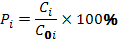 P_i = C_i / C_0i × 100%